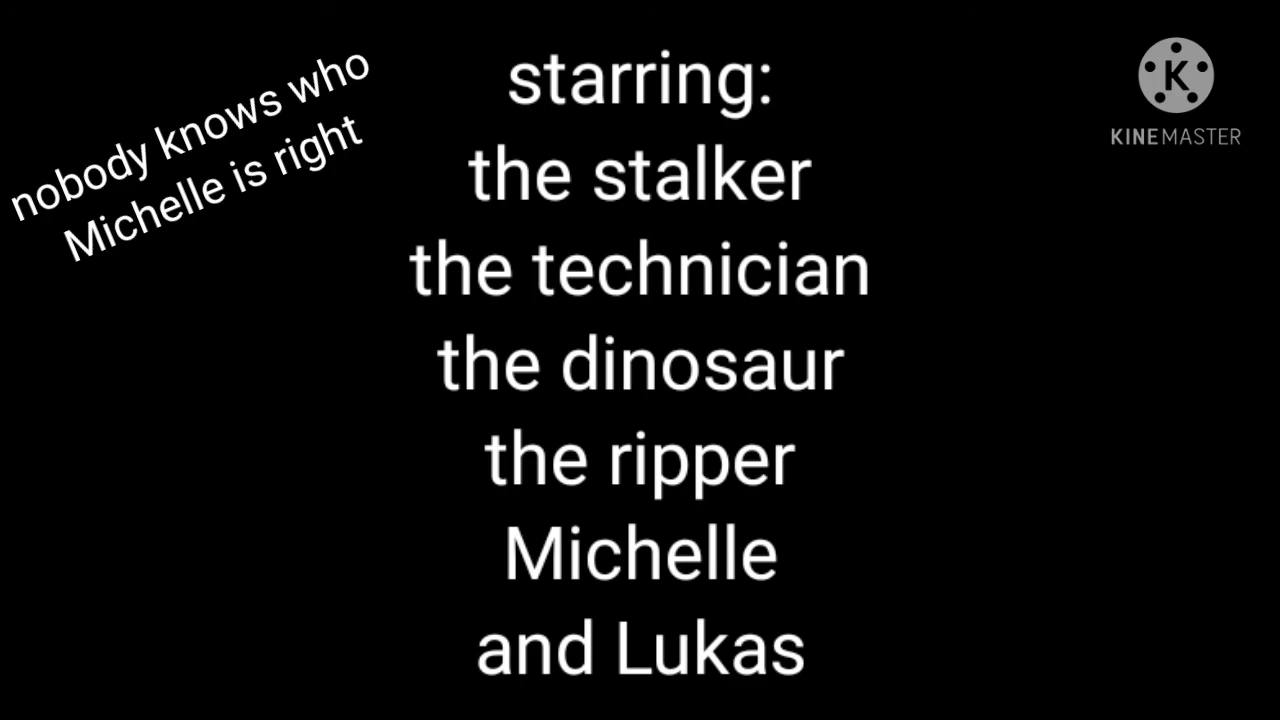 nobody knows who
Michelle is right
starring:
the stalker
the technician
the dinosaur
the ripper
Michelle
and Lukas
K
KINEMASTER